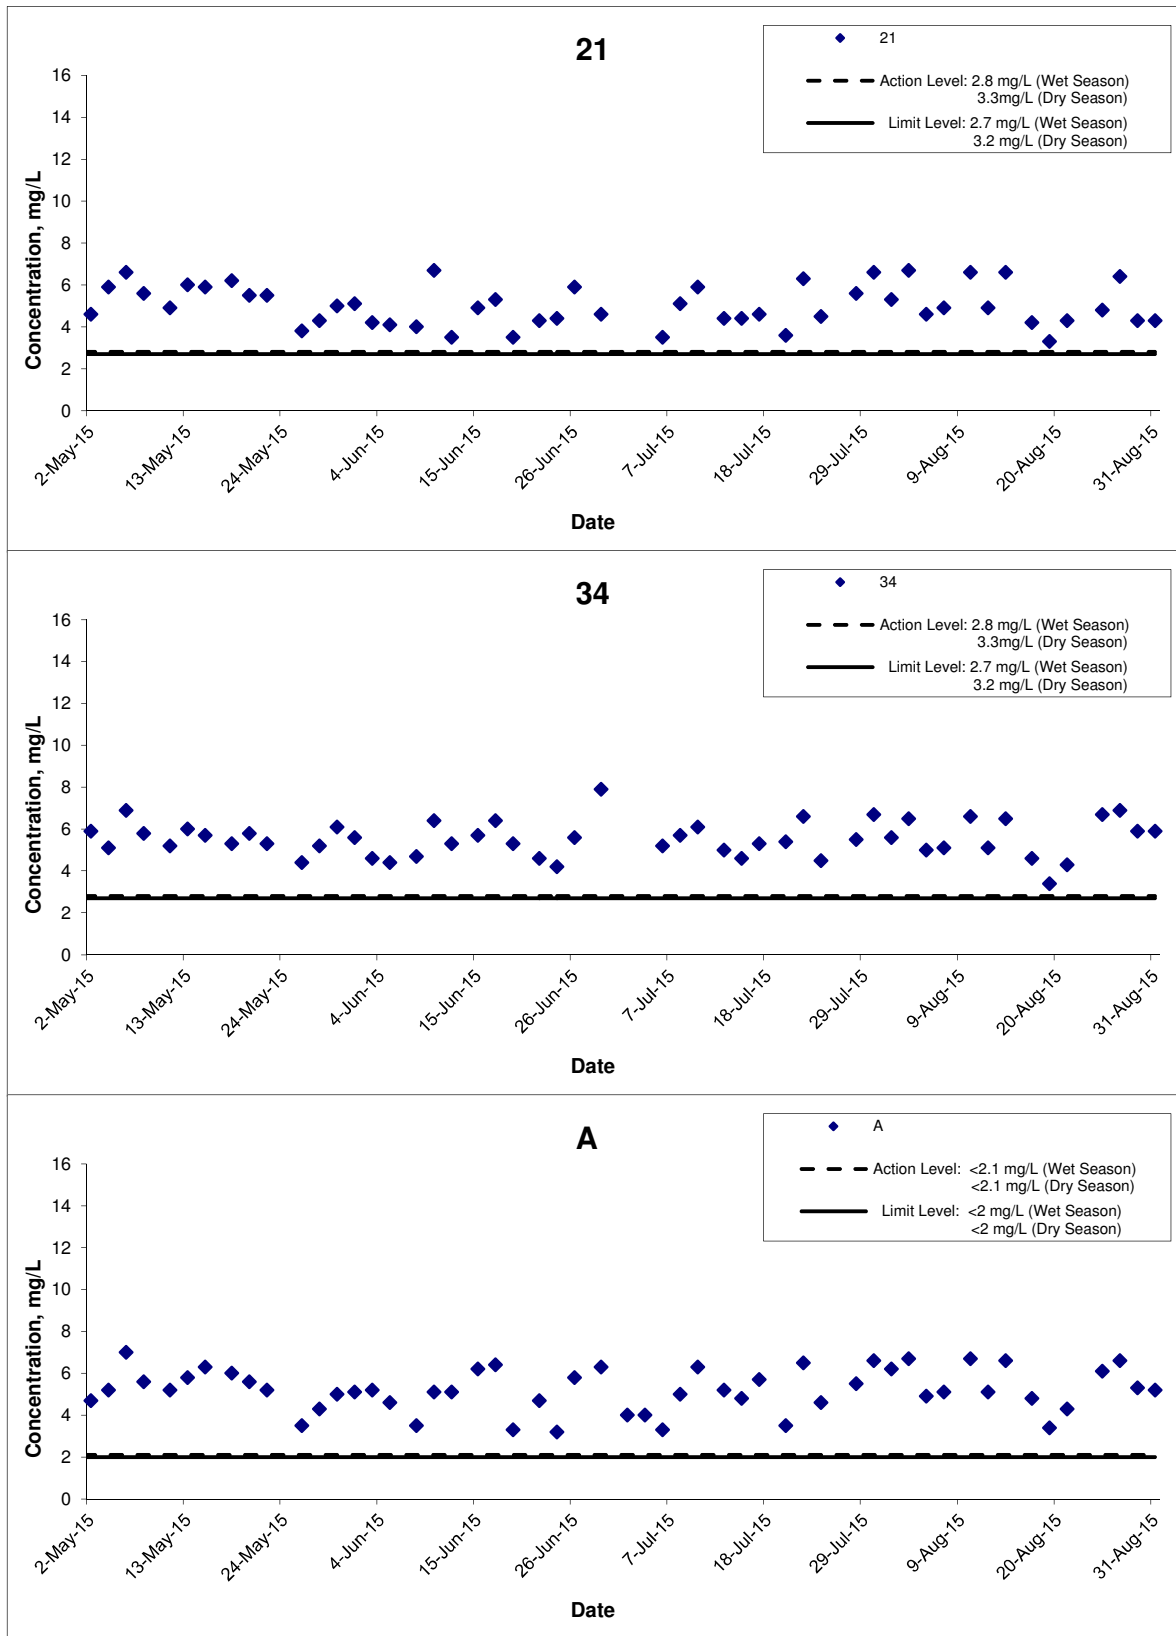 21
21
Action Level: 2.8 mg/L (Wet Season)
3.3mg/L (Dry Season)
Limit Level: 2.7 mg/L (Wet Season)
3.2 mg/L (Dry Season)
Concentration, mg/L
16
14
12
10
8
6
4
2
0
2-May-15
13-May-15
24-May-15
4-Jun-15
15-Jun-15
26-Jun-15
7-Jul-15
18-Jul-15
29-Jul-15
9-Aug-15
20-Aug-15
31-Aug-15
Date
34
34
Action Level: 2.8 mg/L (Wet Season)
3.3mg/L (Dry Season)
Limit Level: 2.7 mg/L (Wet Season)
3.2 mg/L (Dry Season)
Concentration, mg/L
16
14
12
10
8
6
4
2
0
2-May-15
13-May-15
24-May-15
4-Jun-15
15-Jun-15
26-Jun-15
7-Jul-15
18-Jul-15
29-Jul-15
9-Aug-15
20-Aug-15
31-Aug-15
Date
A
A
Action Level: <2.1 mg/L (Wet Season)
<2.1 mg/L (Dry Season)
Limit Level: <2 mg/L (Wet Season)
<2 mg/L (Dry Season)
Concentration, mg/L
16
14
12
10
8
6
4
2
0
2-May-15
13-May-15
24-May-15
4-Jun-15
15-Jun-15
26-Jun-15
7-Jul-15
18-Jul-15
29-Jul-15
9-Aug-15
20-Aug-15
31-Aug-15
Date